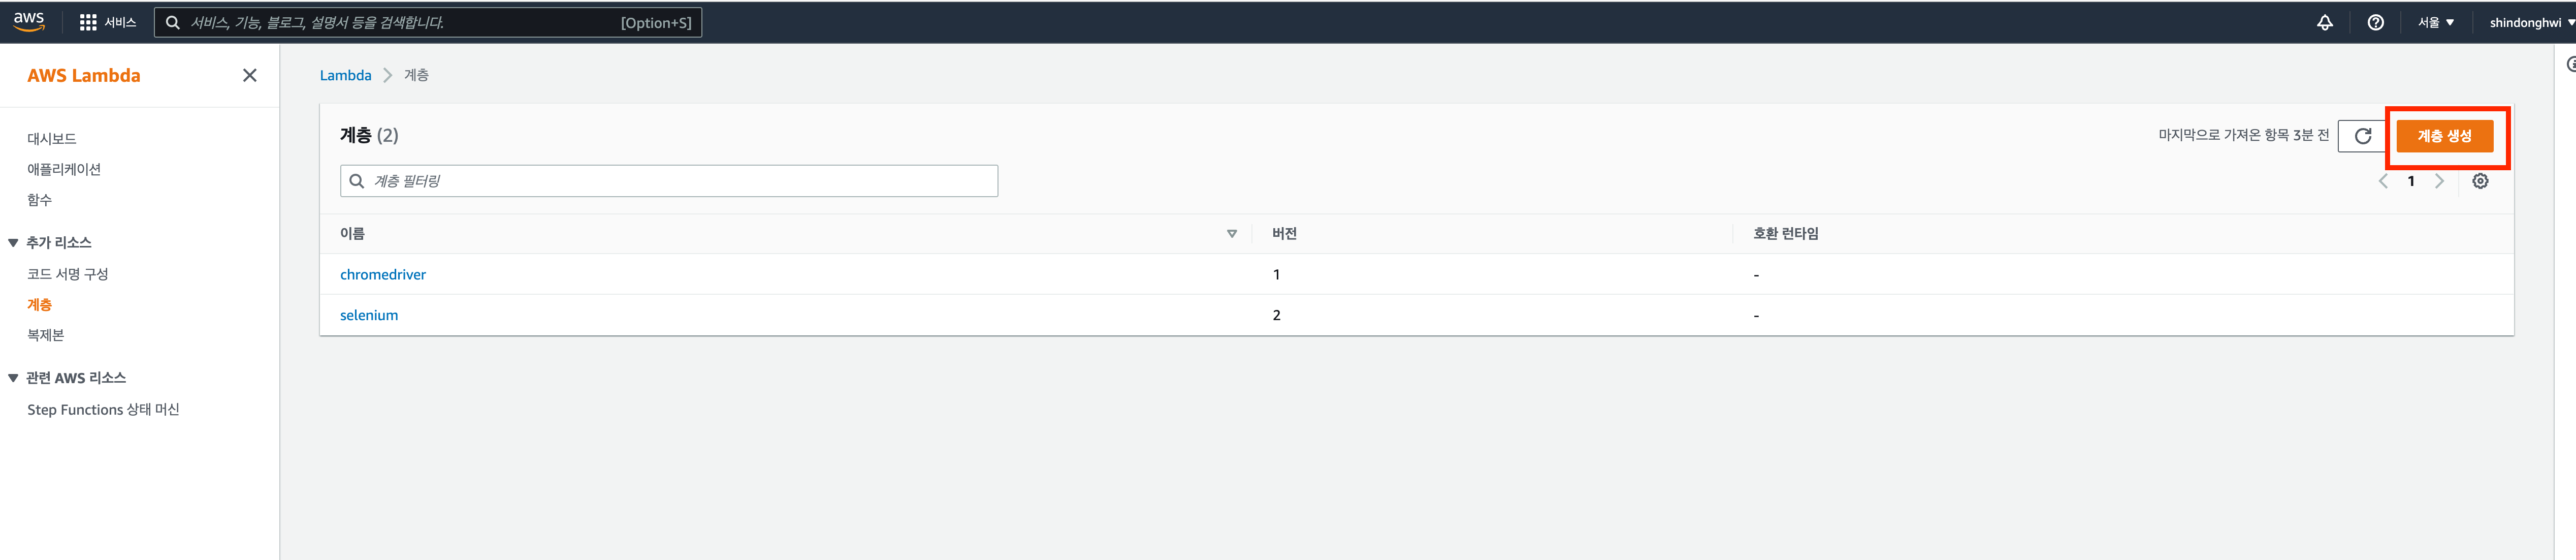 aws 서비스 서비스, 기능, 블로그, 설명서 등을 검색합니다. [Option+S] 서울 shindonghwi
AWS Lambda
대시보드
애플리케이션
함수
추가 리소스
코드 서명 구성
계층
복제본
관련 AWS 리소스
Step Functions 상태 머신
Lambda 계층
계층 (2) 마지막으로 가져온 항목 3분 전 계층 생성
계층 필터링 1
이름 버전 호환 런타임
chromedriver 1 -
selenium 2 -